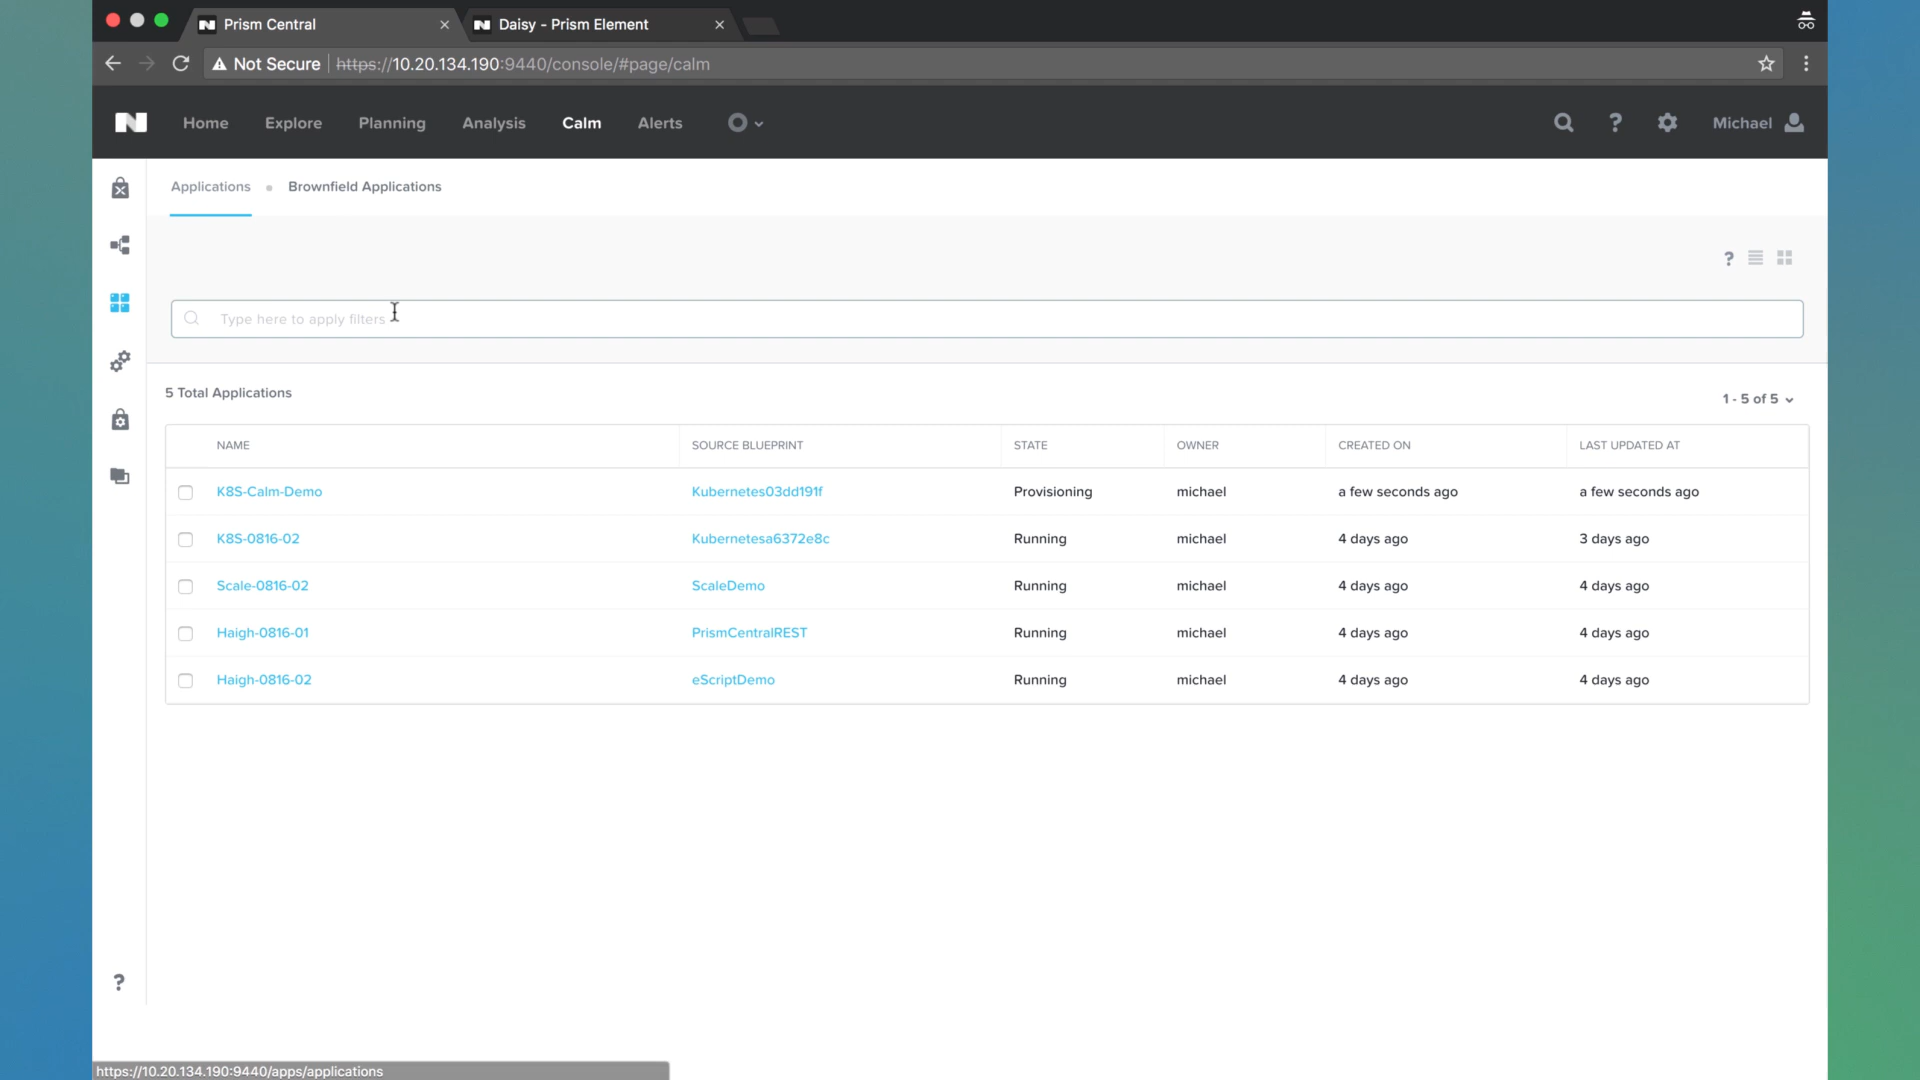 Prism Central
Daisy - Prism Element
Not Secure https://10.20.134.190:9440/console/#page/calm
Home Explore Planning Analysis Calm Alerts ? Michael
Applications Brownfield Applications
?
Type here to apply filters
5 Total Applications
1 - 5 of 5
NAME SOURCE BLUEPRINT STATE OWNER CREATED ON LAST UPDATED AT
K8S-Calm-Demo Kubernetes03dd191f Provisioning michael a few seconds ago a few seconds ago
K8S-0816-02 Kubernetesa6372e8c Running michael 4 days ago 3 days ago
Scale-0816-02 ScaleDemo Running michael 4 days ago 4 days ago
Haigh-0816-01 PrismCentralREST Running michael 4 days ago 4 days ago
Haigh-0816-02 eScriptDemo Running michael 4 days ago 4 days ago
?
https://10.20.134.190:9440/apps/applications